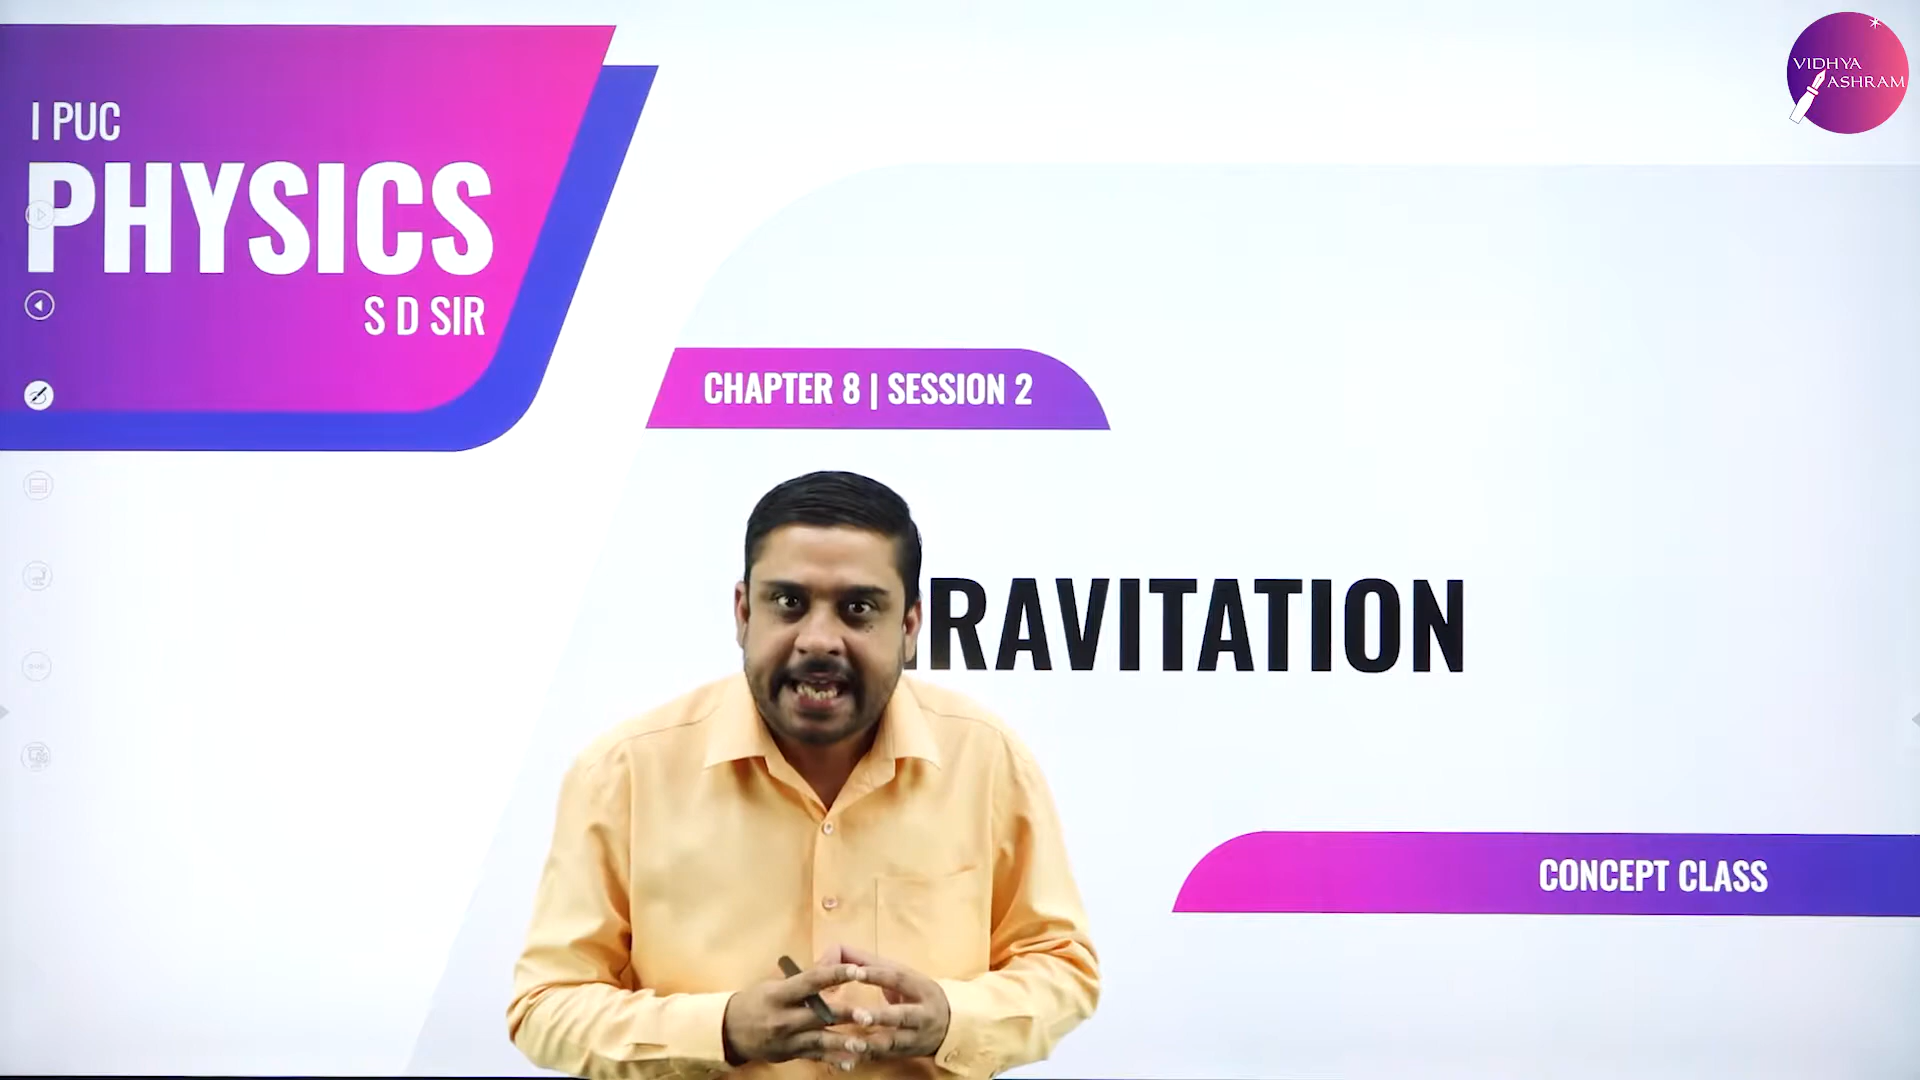 I PUC
PHYSICS
S D SIR
VIDHYA
ASHRAM
CHAPTER 8 | SESSION 2
RAVITATION
CONCEPT CLASS